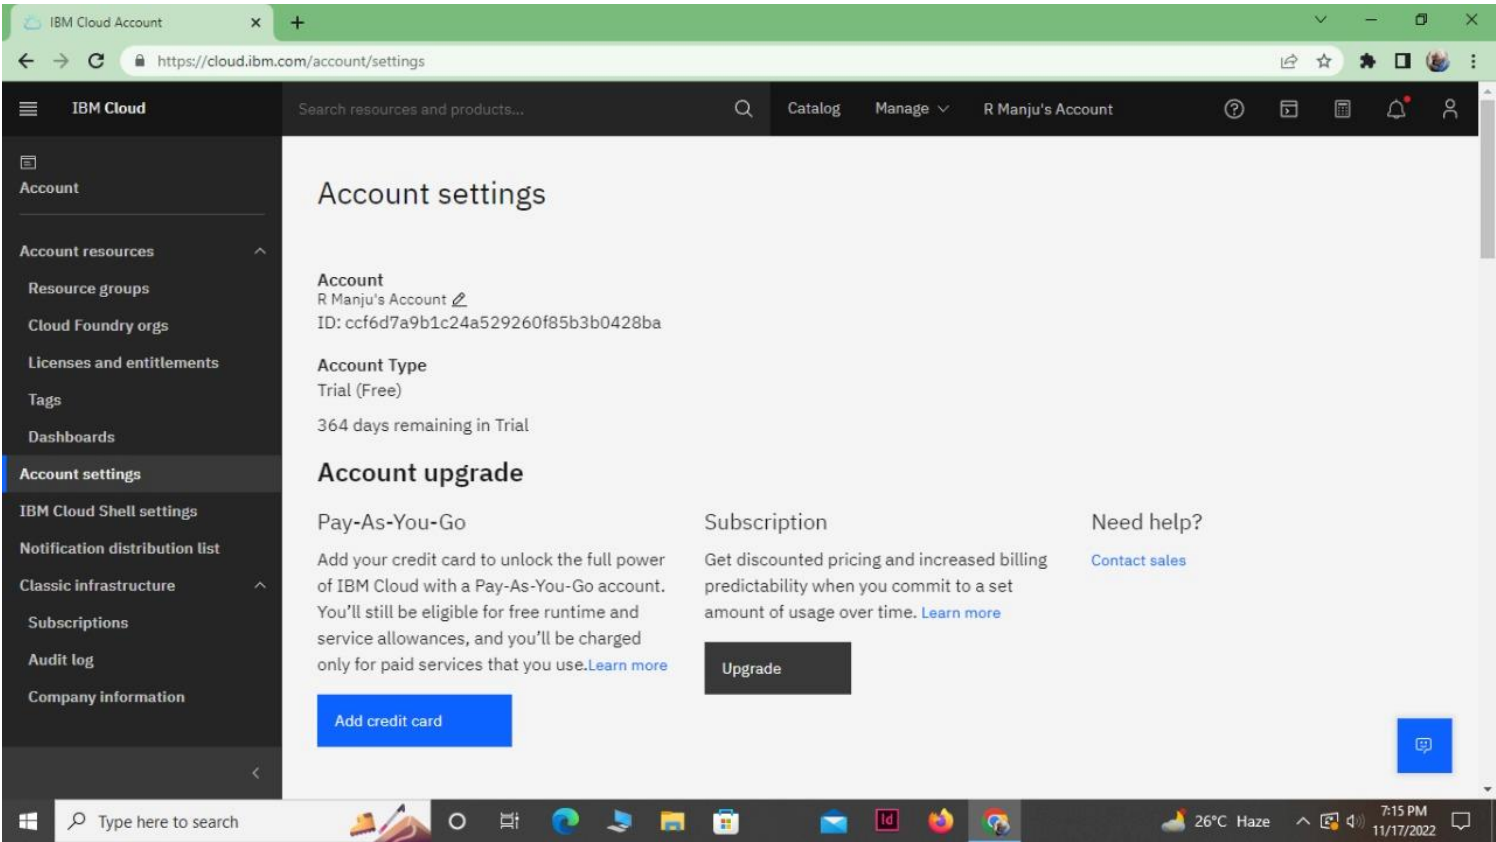 IBM Cloud Account
https://cloud.ibm.com/account/settings
IBM Cloud
Search resources and products...
Catalog
Manage
R Manju's Account
Account
Account resources
Resource groups
Cloud Foundry orgs
Licenses and entitlements
Tags
Dashboards
Account settings
IBM Cloud Shell settings
Notification distribution list
Classic infrastructure
Subscriptions
Audit log
Company information
Account settings
Account
R Manju's Account
ID: ccf6d7a9b1c24a529260f85b3b0428ba
Account Type
Trial (Free)
364 days remaining in Trial
Account upgrade
Pay-As-You-Go
Add your credit card to unlock the full power
of IBM Cloud with a Pay-As-You-Go account.
You'll still be eligible for free runtime and
service allowances, and you'll be charged
only for paid services that you use.Learn more
Add credit card
Subscription
Get discounted pricing and increased billing
predictability when you commit to a set
amount of usage over time. Learn more
Upgrade
Need help?
Contact sales
Type here to search
Id
26°C Haze
7:15 PM
11/17/2022